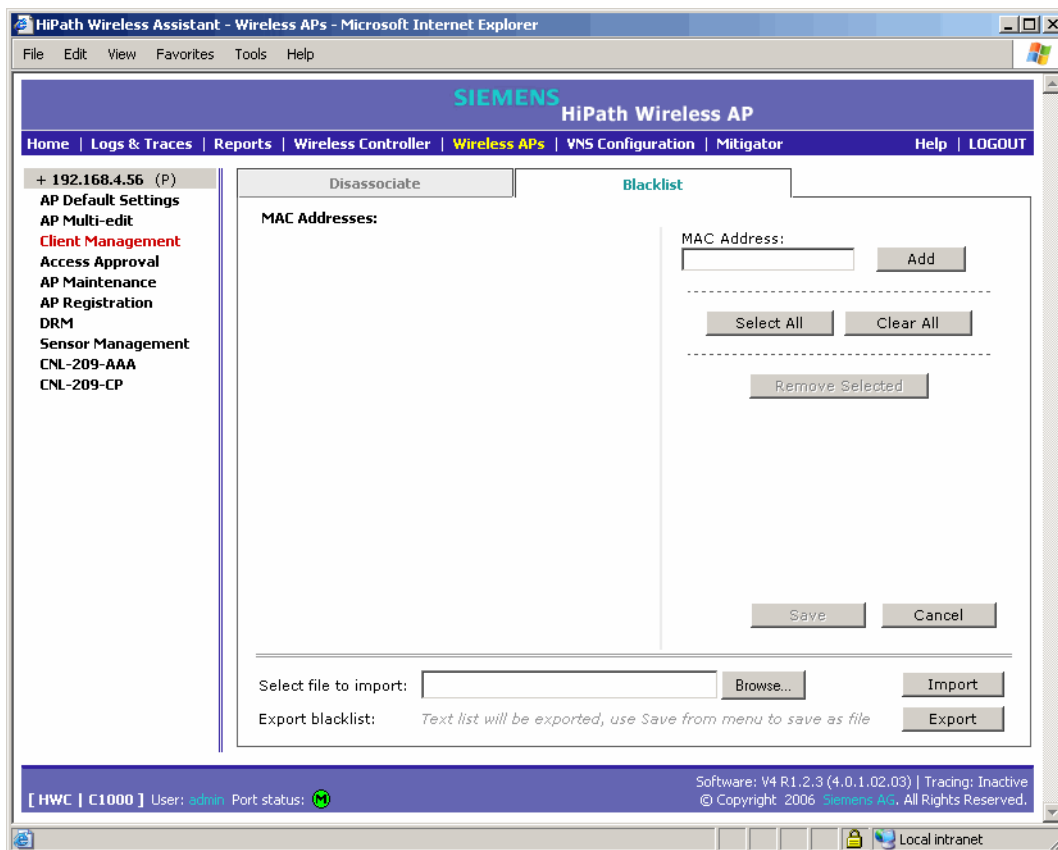 HiPath Wireless Assistant - Wireless APs - Microsoft Internet Explorer
File Edit View Favorites Tools Help
SIEMENS
HiPath Wireless AP
Home | Logs & Traces | Reports | Wireless Controller | Wireless APs | VNS Configuration | Mitigator Help | LOGOUT
+ 192.168.4.56 (P)
AP Default Settings
AP Multi-edit
Client Management
Access Approval
AP Maintenance
AP Registration
DRM
Sensor Management
CNL-209-AAA
CNL-209-CP
Disassociate Blacklist
MAC Addresses:
MAC Address:
Add
Select All Clear All
Remove Selected
Save Cancel
Select file to import: Browse... Import
Export blacklist: Text list will be exported, use Save from menu to save as file Export
Software: V4 R1.2.3 (4.0.1.02.03) | Tracing: Inactive
[ HWC | C1000 ] User: admin Port status: M
© Copyright 2006 Siemens AG. All Rights Reserved.
Local intranet